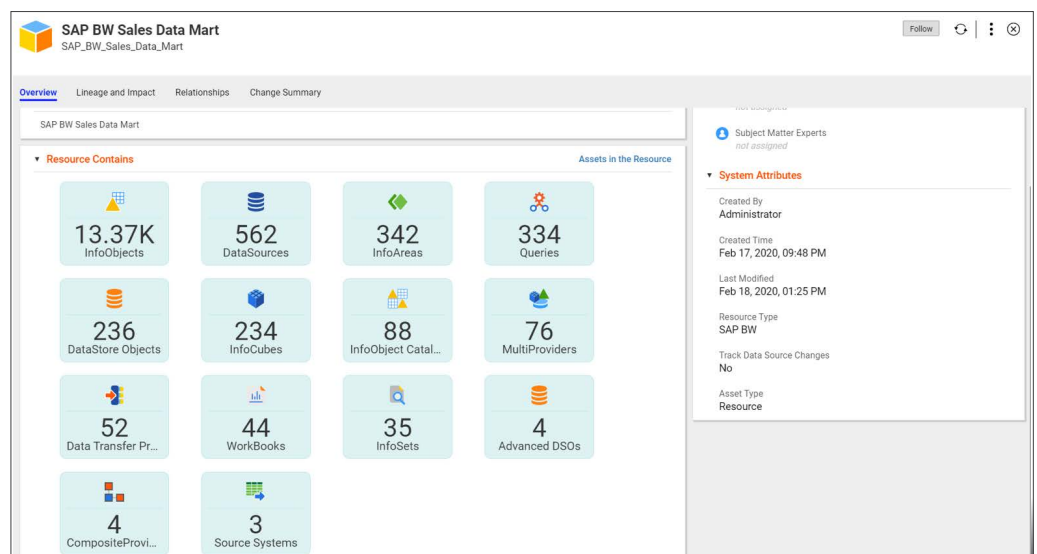 SAP BW Sales Data Mart
SAP_BW_Sales_Data_Mart
Follow
Overview Lineage and Impact Relationships Change Summary
SAP BW Sales Data Mart
Resource Contains Assets in the Resource
13.37K
InfoObjects
562
DataSources
342
InfoAreas
334
Queries
236
DataStore Objects
234
InfoCubes
88
InfoObject Catal...
76
MultiProviders
52
Data Transfer Pr...
44
WorkBooks
35
InfoSets
4
Advanced DSOs
4
CompositeProvi...
3
Source Systems
not assigned
Subject Matter Experts
not assigned
System Attributes
Created By
Administrator
Created Time
Feb 17, 2020, 09:48 PM
Last Modified
Feb 18, 2020, 01:25 PM
Resource Type
SAP BW
Track Data Source Changes
No
Asset Type
Resource